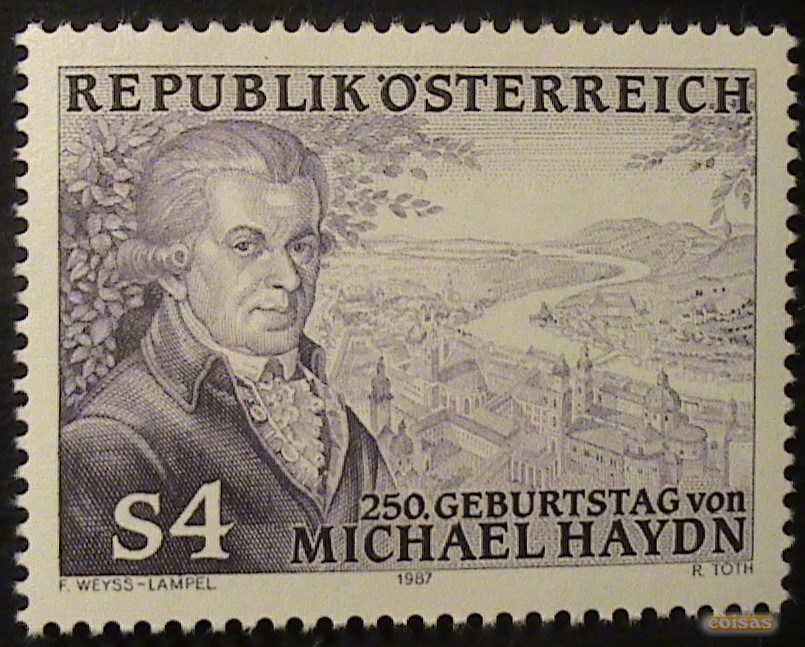 REPUBLIK ÖSTERREICH
S4
250. GEBURTSTAG von
MICHAEL HAYDN
F. WEYSS-LAMPEL 1987 R. TOTH
coisas